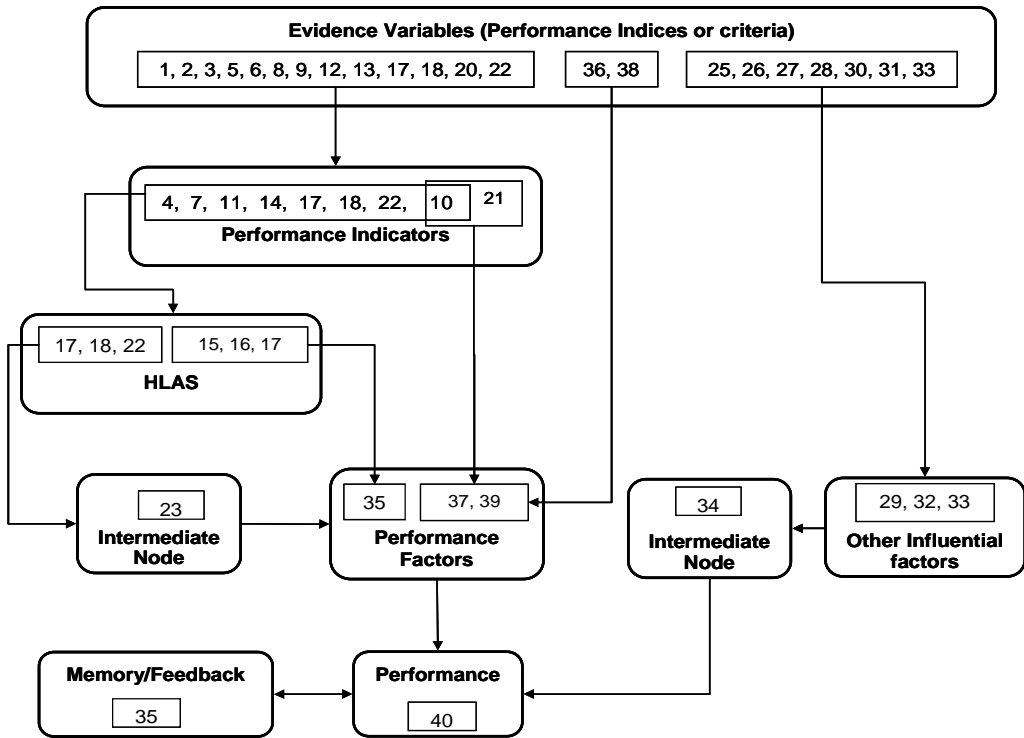 Evidence Variables (Performance Indices or criteria)
1, 2, 3, 5, 6, 8, 9, 12, 13, 17, 18, 20, 22
36, 38
25, 26, 27, 28, 30, 31, 33
4, 7, 11, 14, 17, 18, 22, 10
21
Performance Indicators
17, 18, 22
15, 16, 17
HLAS
23
Intermediate
Node
35
37, 39
Performance
Factors
34
Intermediate
Node
29, 32, 33
Other Influential
factors
Memory/Feedback
35
Performance
40